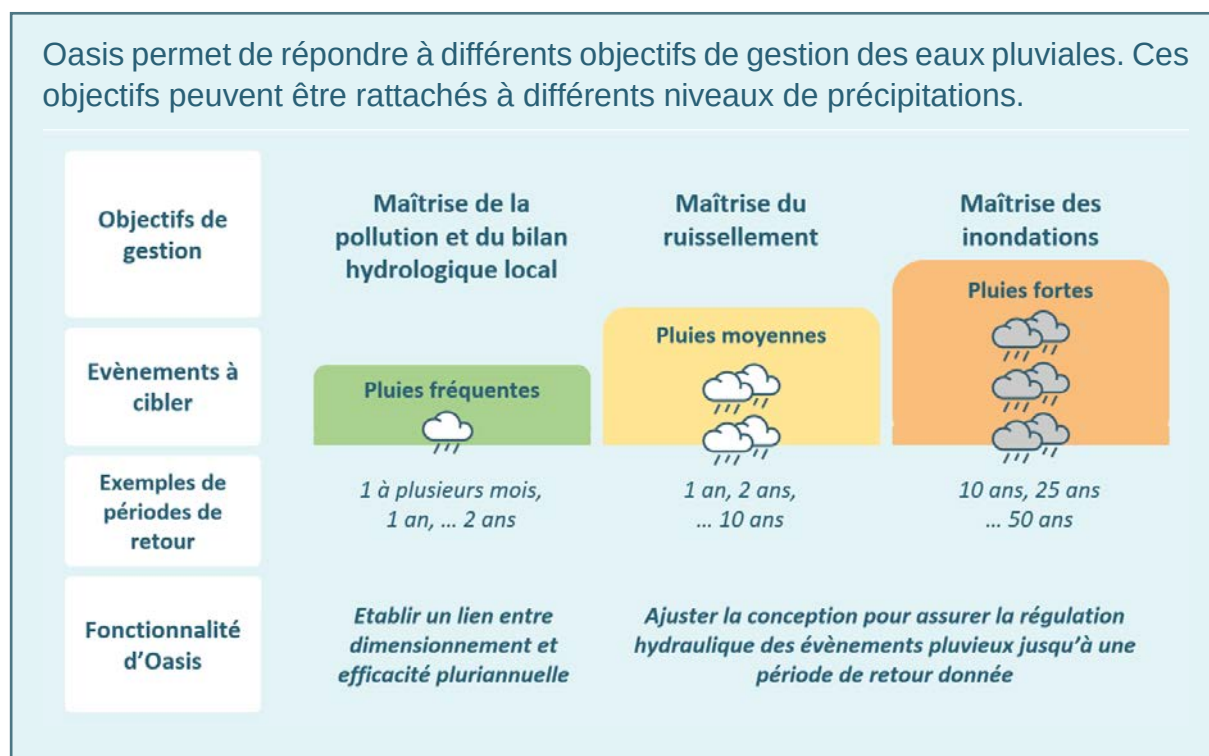 Oasis permet de répondre à différents objectifs de gestion des eaux pluviales. Ces
objectifs peuvent être rattachés à différents niveaux de précipitations.
Objectifs de
gestion
Maîtrise de la
pollution et du bilan
hydrologique local
Maîtrise du
ruissellement
Maîtrise des
inondations
Evènements à
cibler
Pluies fréquentes
Pluies moyennes
Pluies fortes
Exemples de
périodes de
retour
1 à plusieurs mois,
1 an, ... 2 ans
1 an, 2 ans,
... 10 ans
10 ans, 25 ans
... 50 ans
Fonctionnalité
d’Oasis
Etablir un lien entre
dimensionnement et
efficacité pluriannuelle
Ajuster la conception pour assurer la régulation
hydraulique des évènements pluvieux jusqu’à une
période de retour donnée